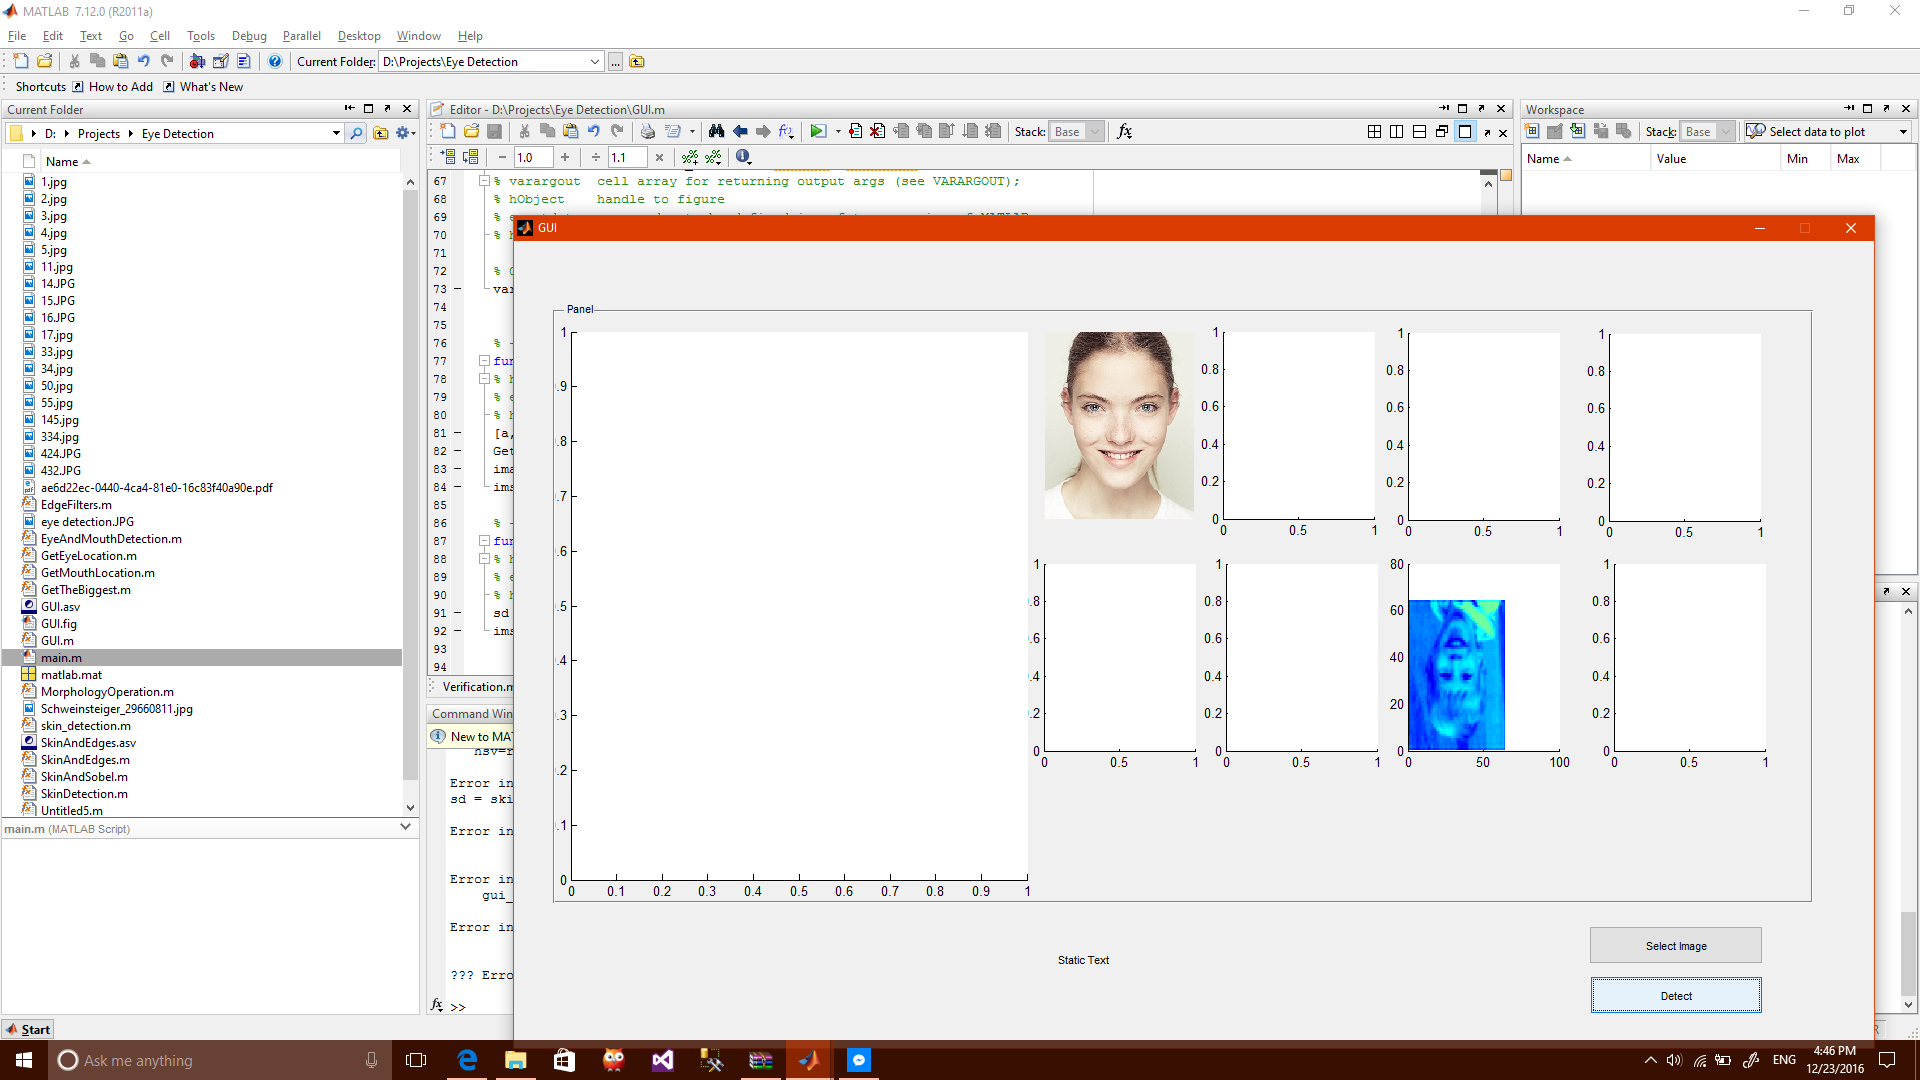 MATLAB 7.12.0 (R2011a)
File Edit Text Go Cell Tools Debug Parallel Desktop Window Help
Current Folder: D:\Projects\Eye Detection ...
Shortcuts How to Add What's New
Current Folder
D: Projects Eye Detection
Name
1.jpg
2.jpg
3.jpg
4.jpg
5.jpg
11.jpg
14.JPG
15.JPG
16.JPG
17.jpg
33.jpg
34.jpg
50.jpg
55.jpg
145.jpg
334.jpg
424.JPG
432.JPG
ae6d22ec-0440-4ca4-81e0-16c83f40a90e.pdf
EdgeFilters.m
eye detection.JPG
EyeAndMouthDetection.m
GetEyeLocation.m
GetMouthLocation.m
GetTheBiggest.m
GUI.asv
GUI.fig
GUI.m
main.m
matlab.mat
MorphologyOperation.m
Schweinsteiger_29660811.jpg
skin_detection.m
SkinAndEdges.asv
SkinAndEdges.m
SkinAndSobel.m
SkinDetection.m
Untitled5.m
main.m (MATLAB Script)
Start
Editor - D:\Projects\Eye Detection\GUI.m
Stack: Base
− 1.0 + ÷ 1.1 ×
67 % varargout cell array for returning output args (see VARARGOUT);
68 % hObject handle to figure
69 %
70 %
71
72 %
73 − var
74
75
76 % -
77 fun
78 % h
79 % e
80 % h
81 − [a,
82 − Get
83 − ima
84 − ims
85
86 % -
87 fun
88 % h
89 % e
90 % h
91 − sd
92 − ims
93
94
Verification.m
Command Win
New to MA
hsv=r
Error in
sd = ski
Error in
Error in
gui_
Error in
??? Erro
fx >>
Workspace
Stack: Base Select data to plot
Name Value Min Max
GUI
Panel
1
0.9
0.8
0.7
0.6
0.5
0.4
0.3
0.2
0.1
0
0 0.1 0.2 0.3 0.4 0.5 0.6 0.7 0.8 0.9 1
1
0.8
0.6
0.4
0.2
0
0 0.5 1
1
0.8
0.6
0.4
0.2
0
0 0.5 1
1
0.8
0.6
0.4
0.2
0
0 0.5 1
1
0.8
0.6
0.4
0.2
0
0 0.5 1
1
0.8
0.6
0.4
0.2
0
0 0.5 1
80
60
40
20
0
0 50 100
1
0.8
0.6
0.4
0.2
0
0 0.5 1
Static Text
Select Image
Detect
Ask me anything
ENG
4:46 PM
12/23/2016